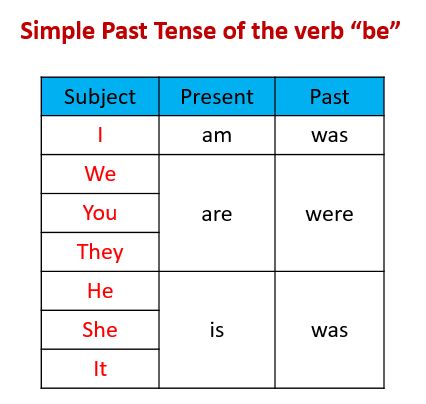 Simple Past Tense of the verb “be”
Subject Present Past
I am was
We
You are were
They
He
She is was
It